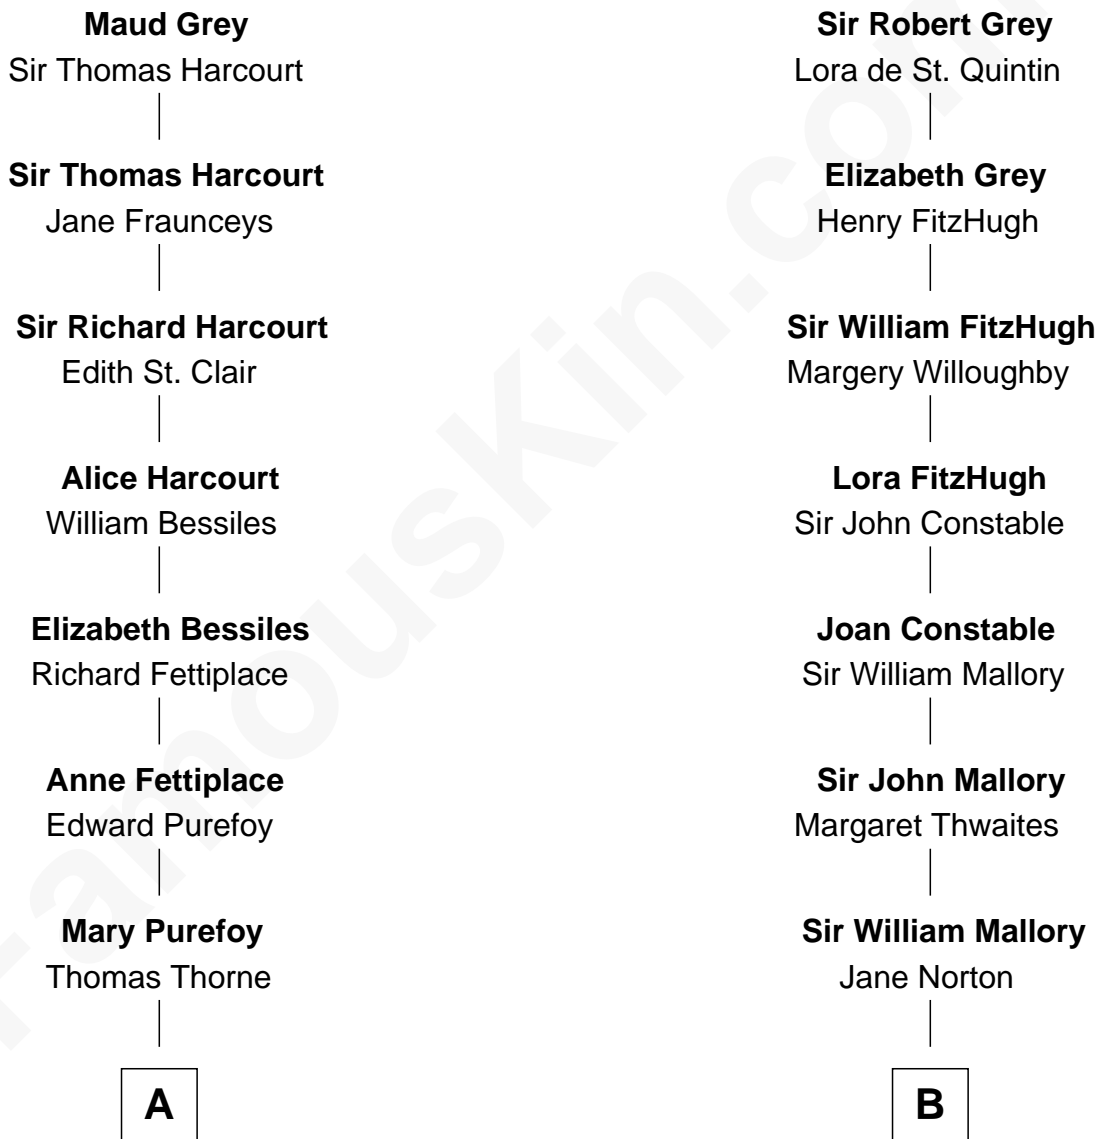 Maud Grey
Sir Thomas Harcourt
Sir Thomas Harcourt
Jane Fraunceys
Sir Richard Harcourt
Edith St. Clair
Alice Harcourt
William Bessiles
Elizabeth Bessiles
Richard Fettiplace
Anne Fettiplace
Edward Purefoy
Mary Purefoy
Thomas Thorne
A
Sir Robert Grey
Lora de St. Quintin
Elizabeth Grey
Henry FitzHugh
Sir William FitzHugh
Margery Willoughby
Lora FitzHugh
Sir John Constable
Joan Constable
Sir William Mallory
Sir John Mallory
Margaret Thwaites
Sir William Mallory
Jane Norton
B
FamousKin.com